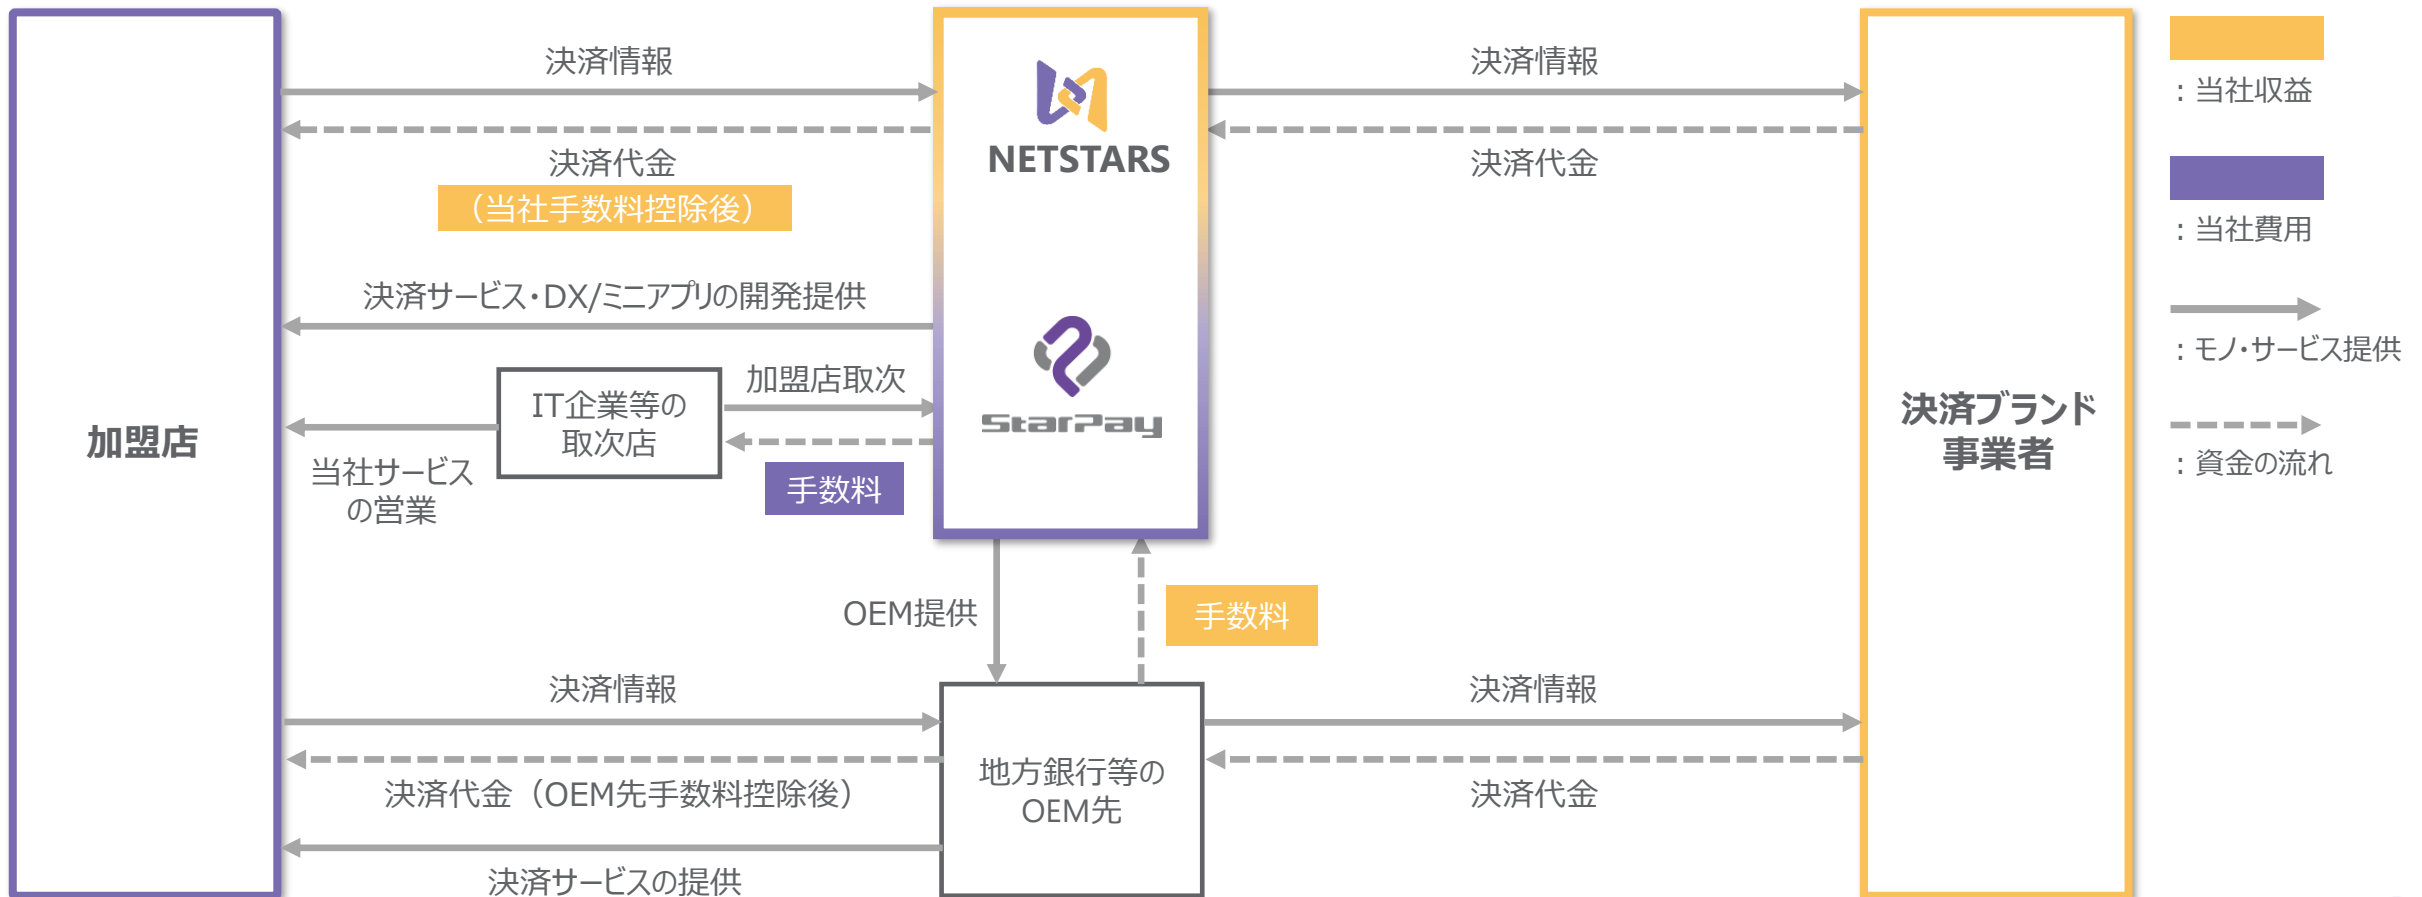 決済情報
決済代金
（当社手数料控除後）
決済サービス・DX/ミニアプリの開発提供
加盟店
IT企業等の
取次店
加盟店取次
手数料
当社サービス
の営業
NETSTARS
StarPay
決済情報
決済代金
決済ブランド
事業者
：当社収益
：当社費用
：モノ・サービス提供
：資金の流れ
OEM提供
手数料
決済情報
決済代金（OEM先手数料控除後）
決済サービスの提供
地方銀行等の
OEM先
決済情報
決済代金